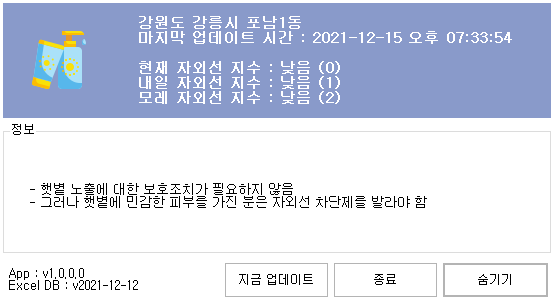 강원도 강릉시 포남1동
마지막 업데이트 시간 : 2021-12-15 오후 07:33:54
현재 자외선 지수 : 낮음 (0)
내일 자외선 지수 : 낮음 (1)
모레 자외선 지수 : 낮음 (2)
정보
- 햇볕 노출에 대한 보호조치가 필요하지 않음
- 그러나 햇볕에 민감한 피부를 가진 분은 자외선 차단제를 발라야 함
App : v1,0,0,0
Excel DB : v2021-12-12
지금 업데이트
종료
숨기기